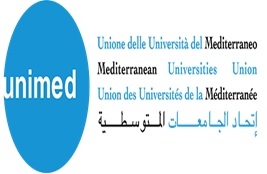 unimed
Unione delle Università del Mediterraneo
Mediterranean Universities Union
Union des Universités de la Méditerranée
إتحاد الجامعات المتوسطية